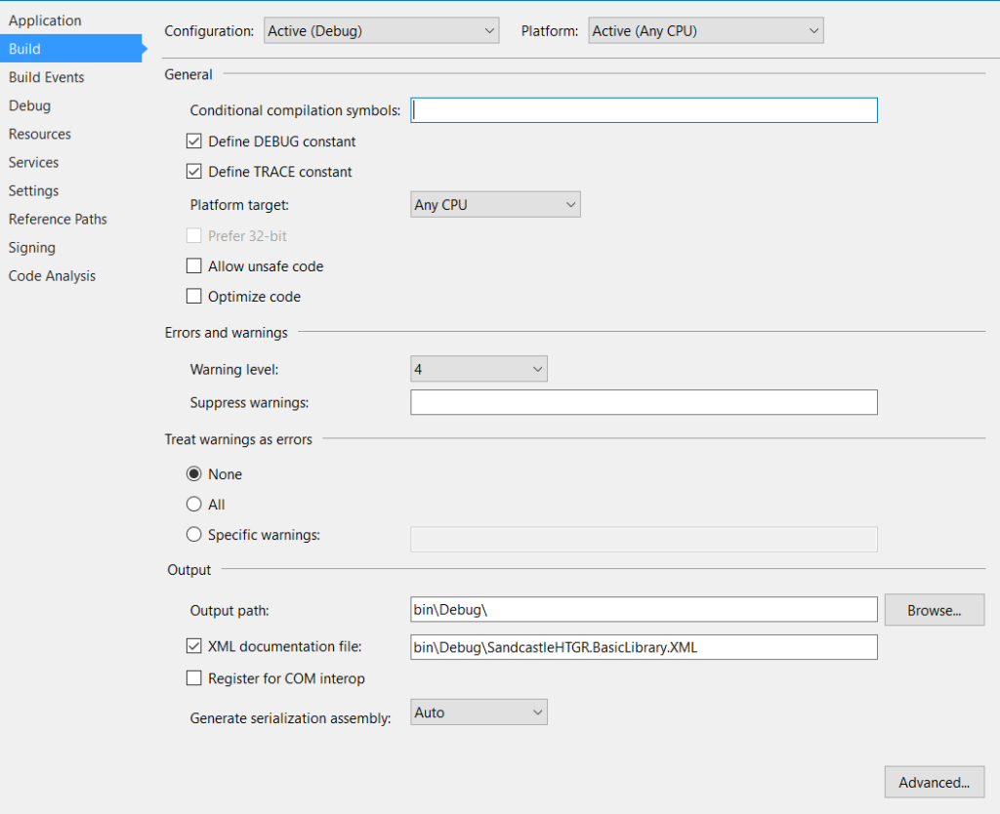 Application
Build
Build Events
Debug
Resources
Services
Settings
Reference Paths
Signing
Code Analysis
Configuration: Active (Debug) Platform: Active (Any CPU)
General
Conditional compilation symbols:
Define DEBUG constant
Define TRACE constant
Platform target: Any CPU
Prefer 32-bit
Allow unsafe code
Optimize code
Errors and warnings
Warning level: 4
Suppress warnings:
Treat warnings as errors
None
All
Specific warnings:
Output
Output path: bin\Debug\ Browse...
XML documentation file: bin\Debug\SandcastleHTGR.BasicLibrary.XML
Register for COM interop
Generate serialization assembly: Auto
Advanced...